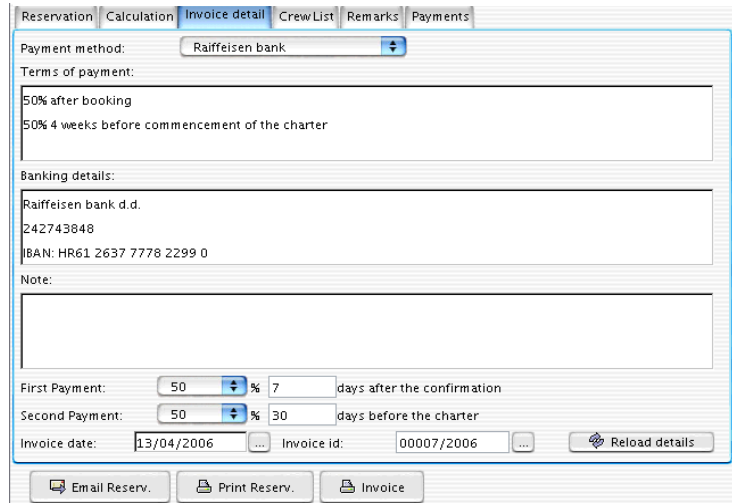 Reservation Calculation Invoice detail Crew List Remarks Payments
Payment method: Raiffeisen bank
Terms of payment:
50% after booking
50% 4 weeks before commencement of the charter
Banking details:
Raiffeisen bank d.d.
242743848
IBAN: HR61 2637 7778 2299 0
Note:
First Payment: 50 % 7 days after the confirmation
Second Payment: 50 % 30 days before the charter
Invoice date: 13/04/2006 ... Invoice id: 00007/2006 ... Reload details
Email Reserv. Print Reserv. Invoice